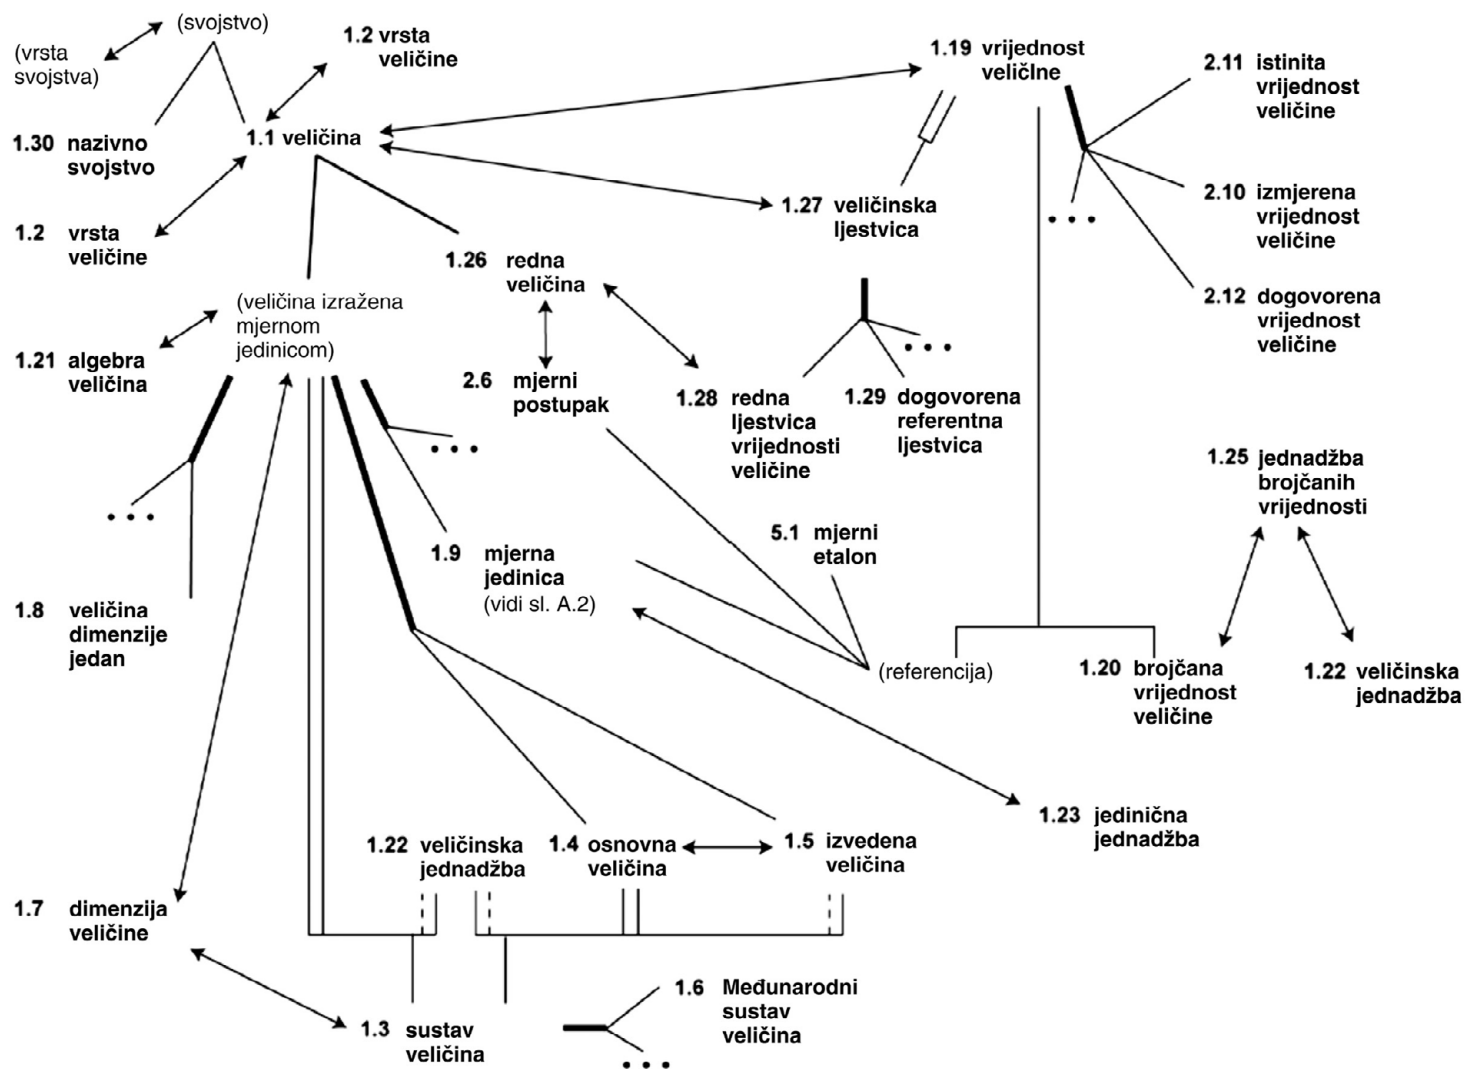 (svojstvo)
(vrsta
svojstva)
1.2 vrsta
veličine
1.19 vrijednost
veličIne
2.11 istinita
vrijednost
veličine
1.30 nazivno
svojstvo
1.1 veličina
1.27 veličinska
ljestvica
2.10 izmjerena
vrijednost
veličine
1.2 vrsta
veličine
1.26 redna
veličina
2.12 dogovorena
vrijednost
veličine
(veličina izražena
mjernom
jedinicom)
1.21 algebra
veličina
2.6 mjerni
postupak
1.28 redna
ljestvica
vrijednosti
veličine
1.29 dogovorena
referentna
ljestvica
1.25 jednadžba
brojčanih
vrijednosti
5.1 mjerni
etalon
1.9 mjerna
jedinica
(vidi sl. A.2)
1.8 veličina
dimenzije
jedan
(referencija)
1.20 brojčana
vrijednost
veličine
1.22 veličinska
jednadžba
1.23 jedinična
jednadžba
1.22 veličinska
jednadžba
1.4 osnovna
veličina
1.5 izvedena
veličina
1.7 dimenzija
veličine
1.6 Međunarodni
sustav
veličina
1.3 sustav
veličina